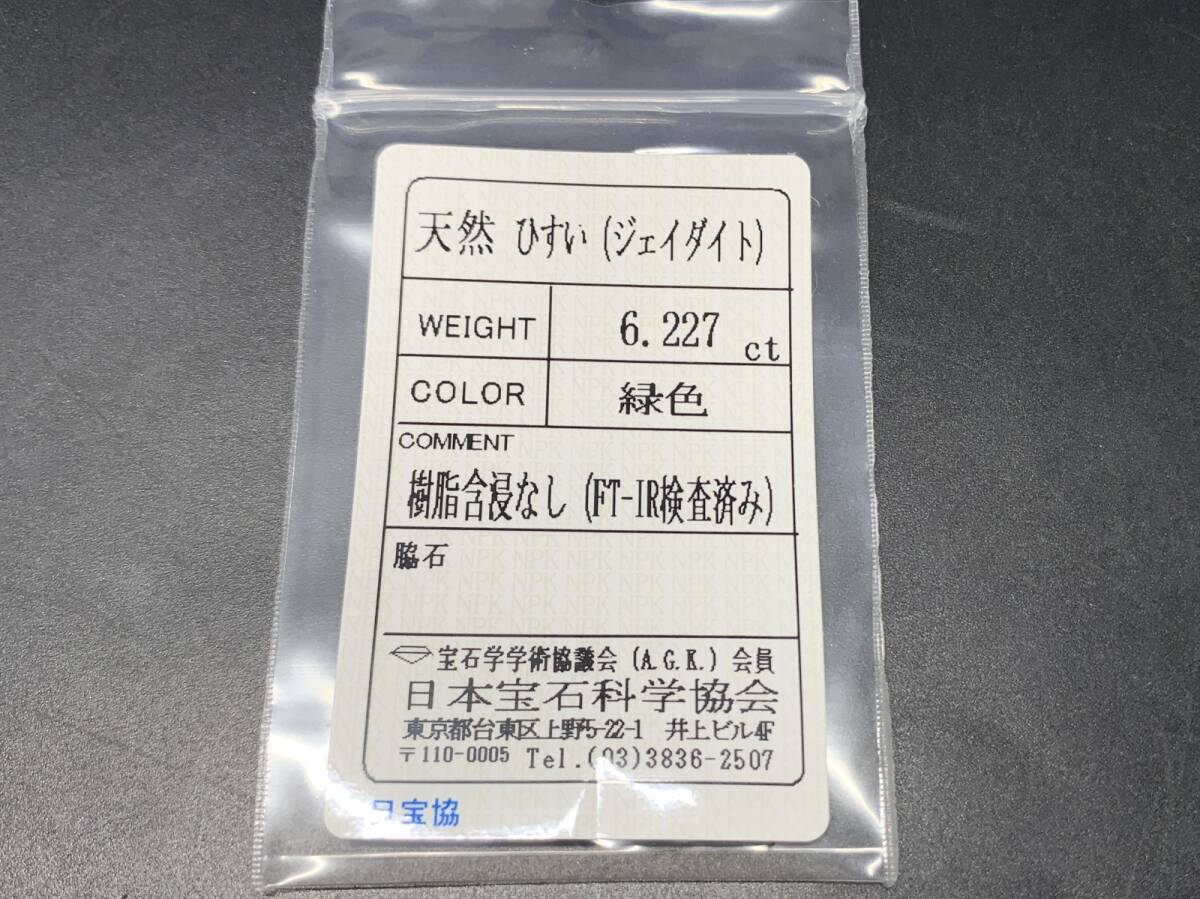 天然 ひすい (ジェイダイト)
WEIGHT 6.227 ct
COLOR 緑色
COMMENT
樹脂含浸なし (FT-IR検査済み)
脇石
宝石学学術協議会 (A.G.K.) 会員
日本宝石科学協会
東京都台東区上野5-22-1 井上ビル4F
〒110-0005 Tel.(03)3836-2507
日宝協